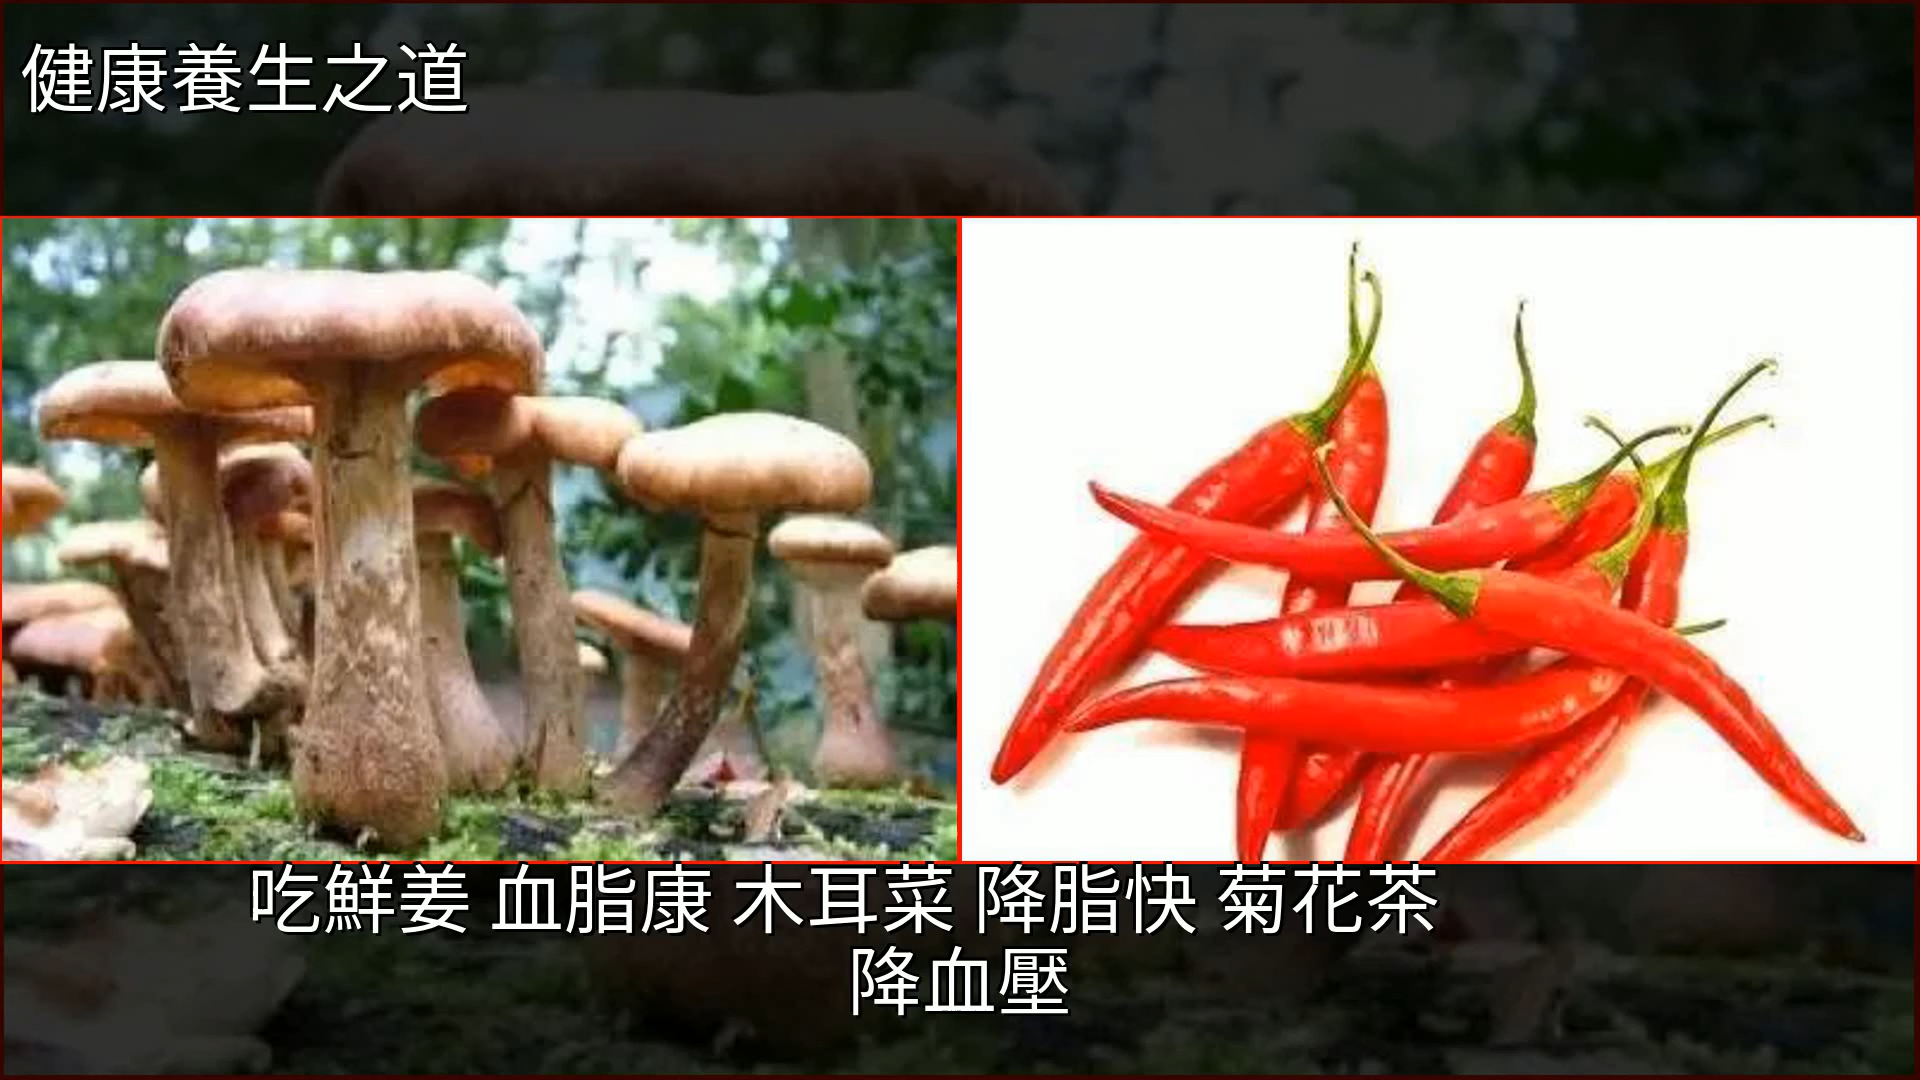 健康養生之道
吃鮮姜 血脂康 木耳菜 降脂快 菊花茶
降血壓